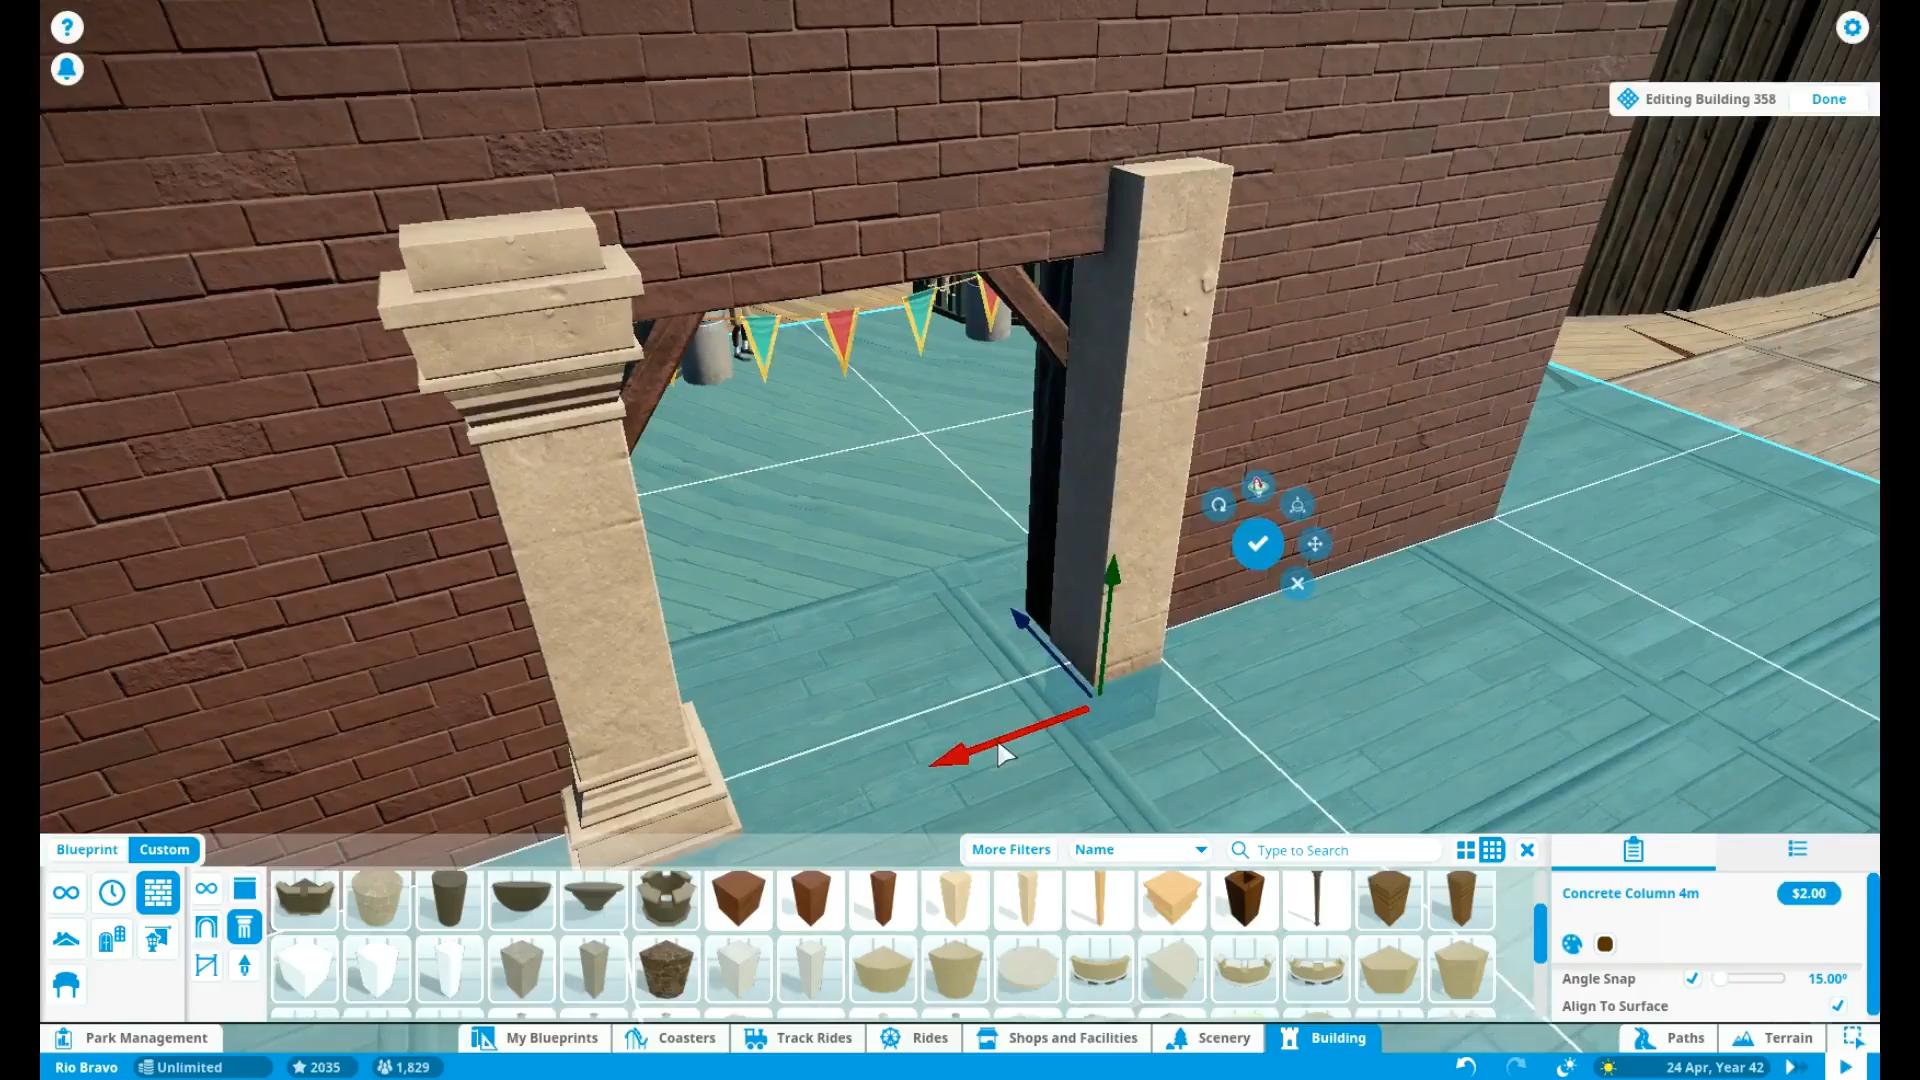 ?
Editing Building 358 Done
Blueprint Custom
More Filters Name Type to Search
Concrete Column 4m $2.00
Angle Snap 15.00°
Align To Surface
Park Management My Blueprints Coasters Track Rides Rides Shops and Facilities Scenery Building Paths Terrain
Rio Bravo Unlimited 2035 1,829 24 Apr, Year 42